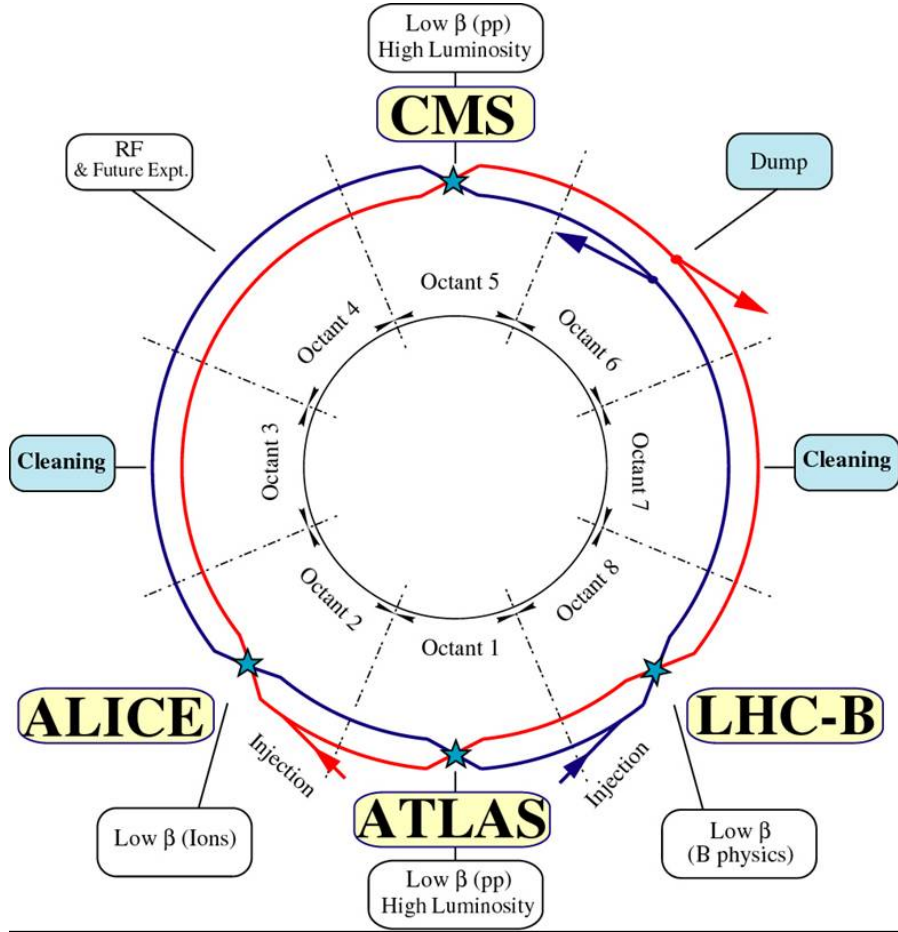 Low β (pp)
High Luminosity
CMS
RF
& Future Expt.
Dump
Octant 5
Octant 4
Octant 6
Cleaning
Octant 3
Octant 7
Cleaning
Octant 2
Octant 8
Octant 1
ALICE
LHC-B
Injection
Injection
ATLAS
Low β (Ions)
Low β
(B physics)
Low β (pp)
High Luminosity